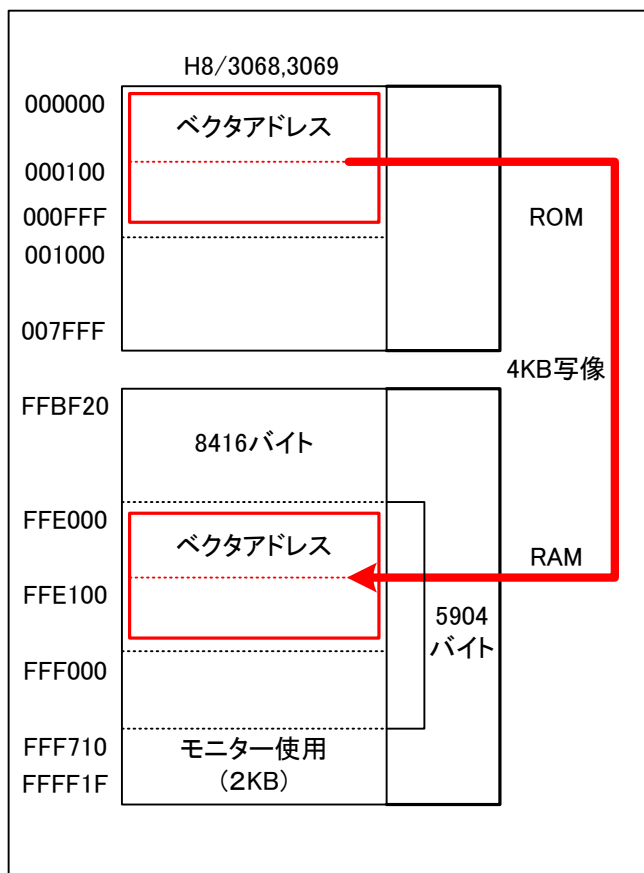 H8/3068,3069
000000
ベクタアドレス
000100
000FFF
ROM
001000
007FFF
4KB写像
FFBF20
8416バイト
FFE000
ベクタアドレス
RAM
FFE100
5904
バイト
FFF000
FFF710
モニター使用
(2KB)
FFFF1F